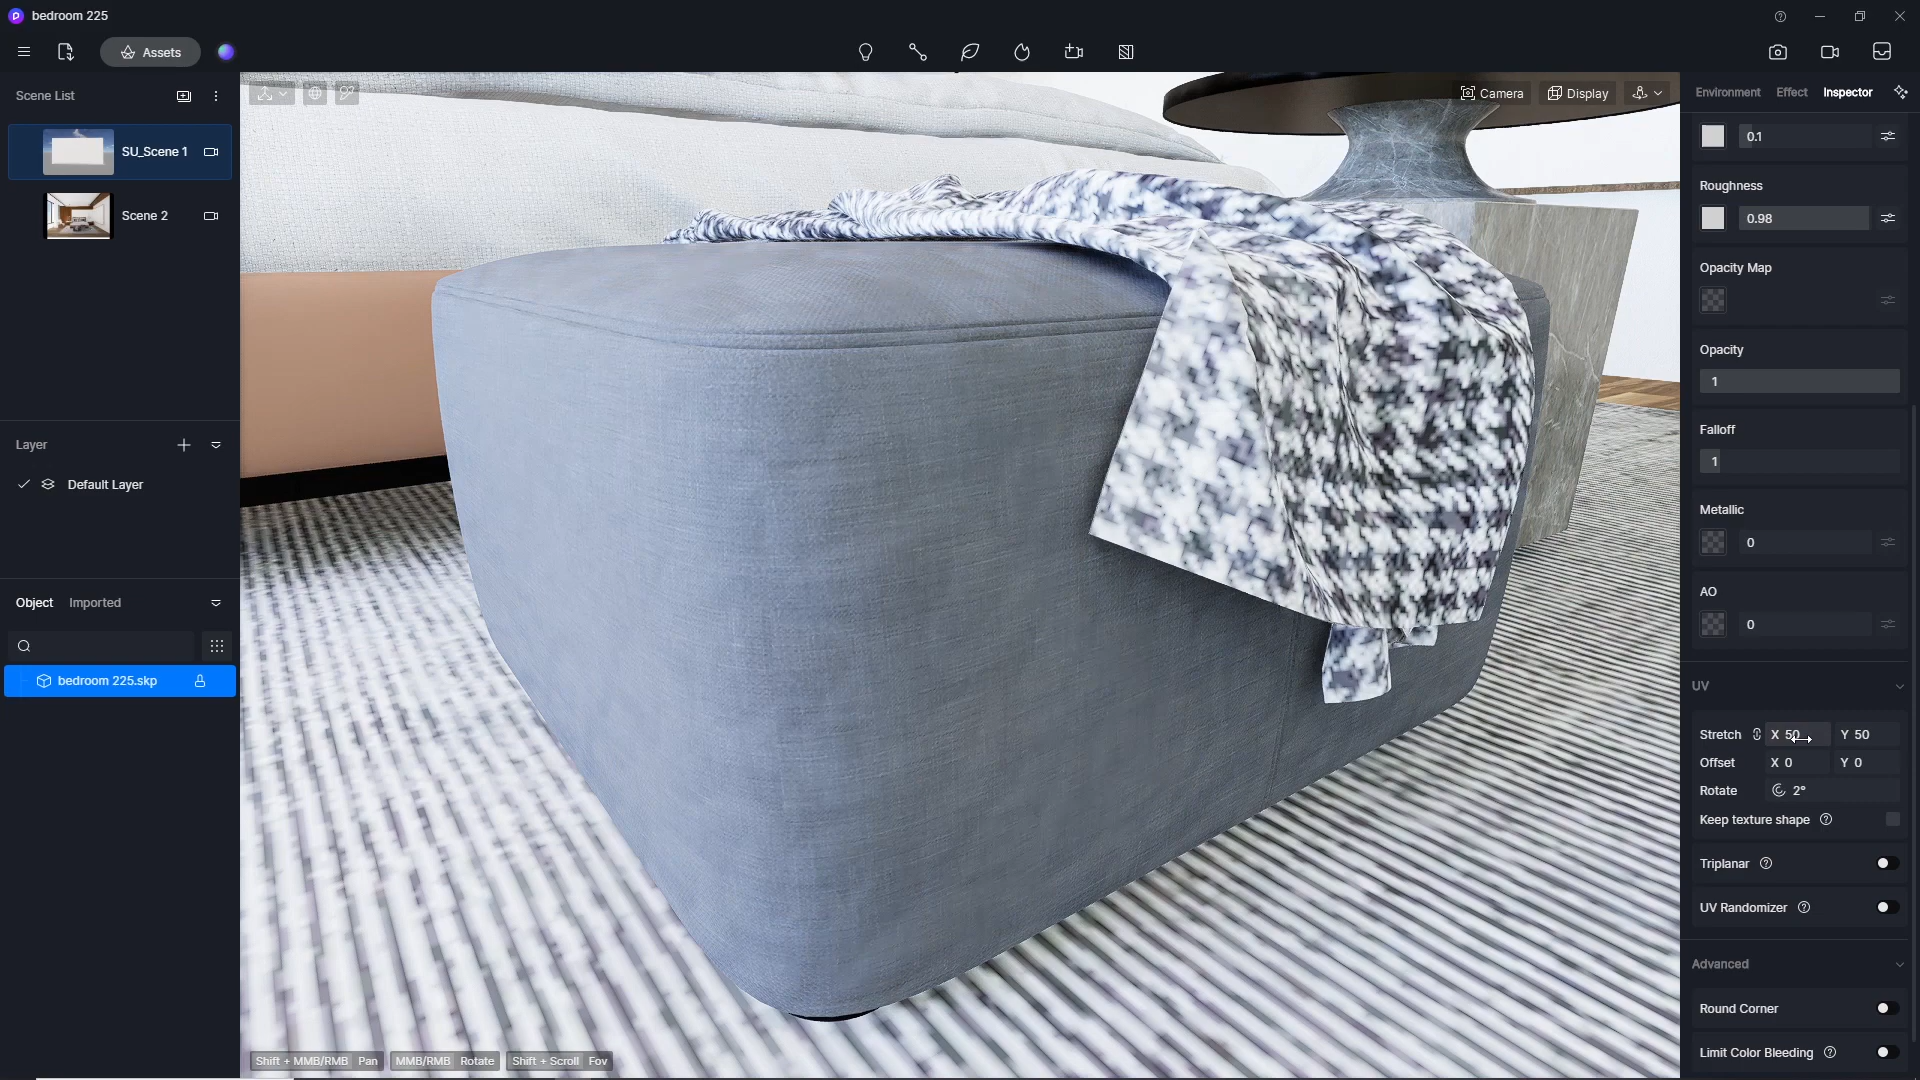 bedroom 225
Assets
Scene List
SU_Scene 1
Scene 2
Layer
Default Layer
Object Imported
bedroom 225.skp
Camera Display
Shift + MMB/RMB Pan MMB/RMB Rotate Shift + Scroll Fov
Environment Effect Inspector
0.1
Roughness
0.98
Opacity Map
Opacity
1
Falloff
1
Metallic
0
AO
0
UV
Stretch X 50 Y 50
Offset X 0 Y 0
Rotate 2°
Keep texture shape
Triplanar
UV Randomizer
Advanced
Round Corner
Limit Color Bleeding